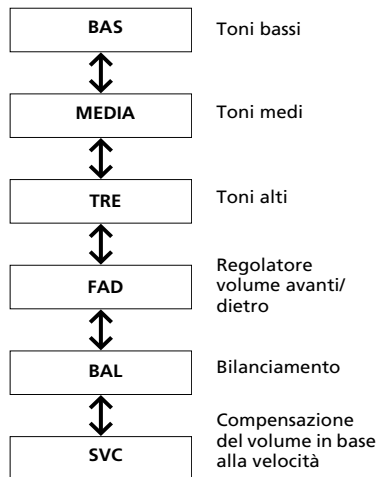 BAS
Toni bassi
MEDIA
Toni medi
TRE
Toni alti
FAD
Regolatore
volume avanti/
dietro
BAL
Bilanciamento
SVC
Compensazione
del volume in base
alla velocità